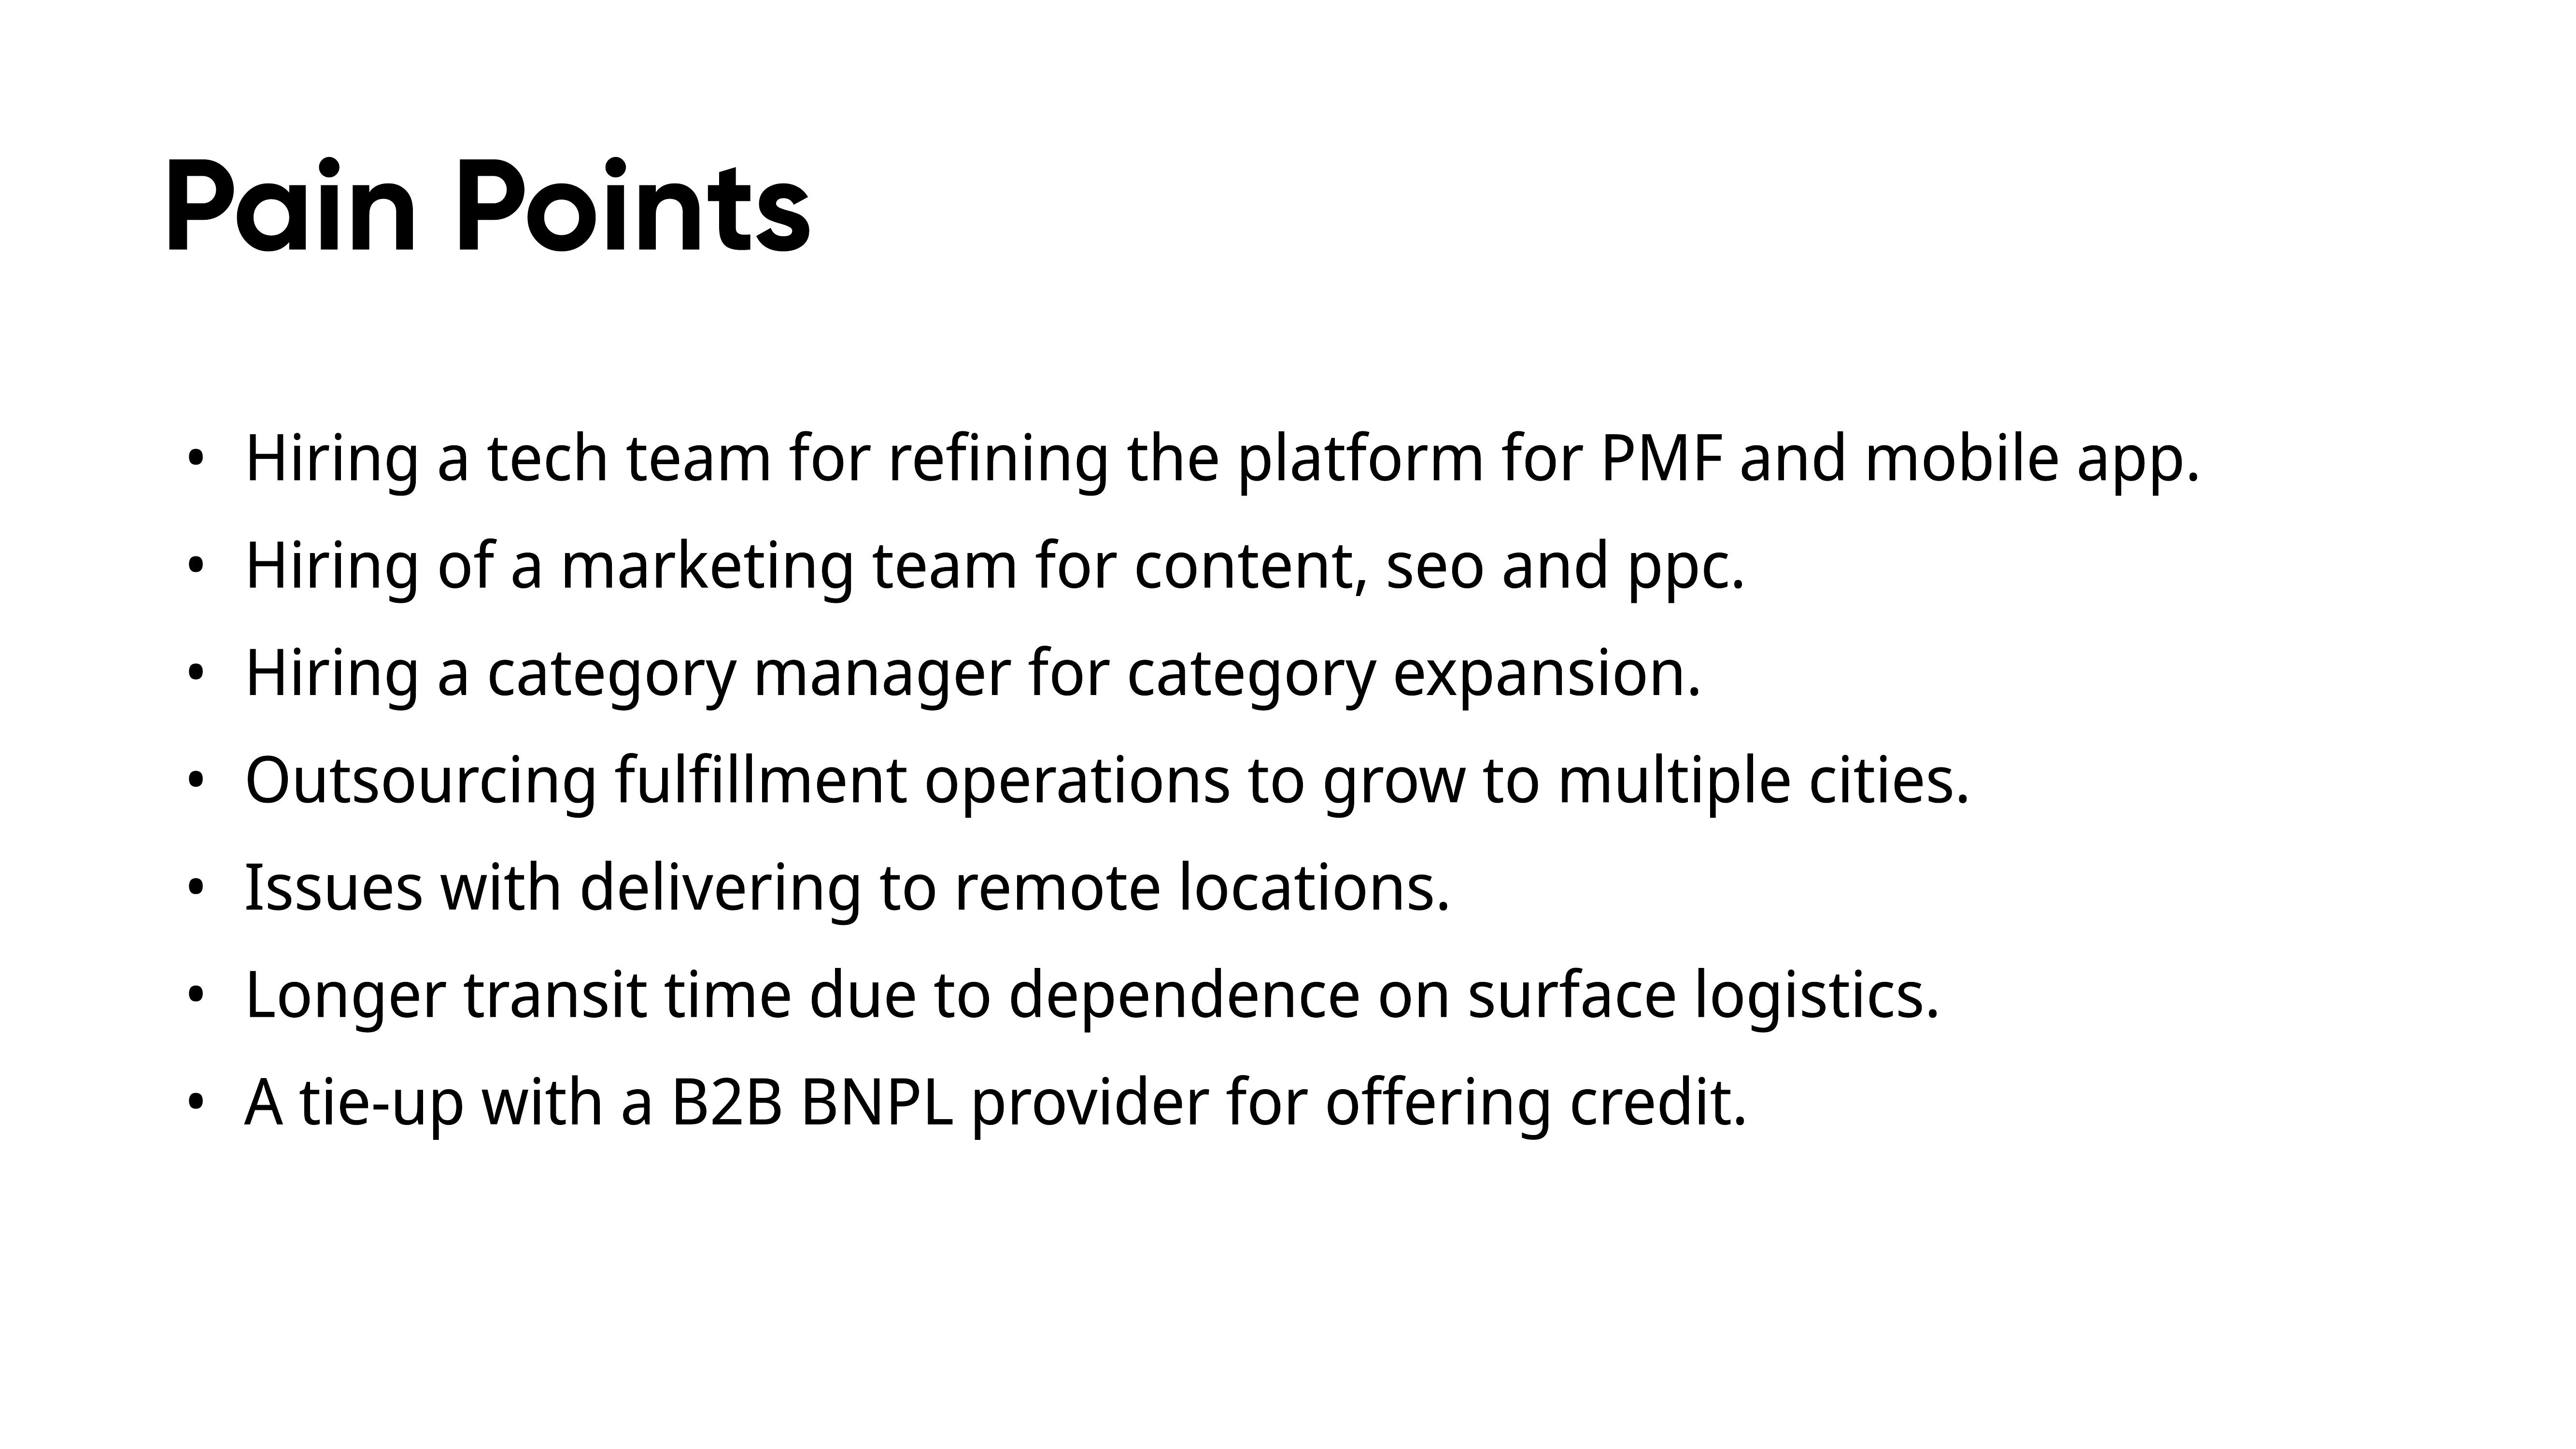 Pain Points
• Hiring a tech team for refining the platform for PMF and mobile app.
• Hiring of a marketing team for content, seo and ppc.
• Hiring a category manager for category expansion.
• Outsourcing fulfillment operations to grow to multiple cities.
• Issues with delivering to remote locations.
• Longer transit time due to dependence on surface logistics.
• A tie-up with a B2B BNPL provider for offering credit.